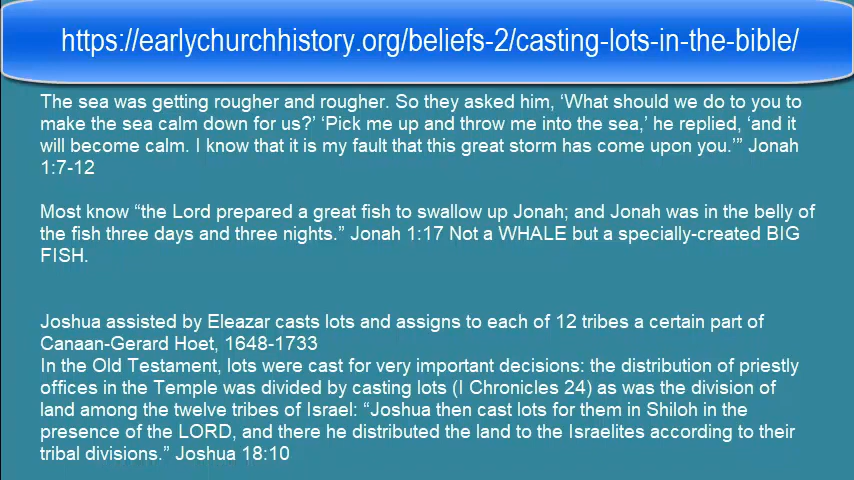 https://earlychurchhistory.org/beliefs-2/casting-lots-in-the-bible/
The sea was getting rougher and rougher. So they asked him, ‘What should we do to you to
make the sea calm down for us?’ ‘Pick me up and throw me into the sea,’ he replied, ‘and it
will become calm. I know that it is my fault that this great storm has come upon you.’” Jonah
1:7-12
Most know “the Lord prepared a great fish to swallow up Jonah; and Jonah was in the belly of
the fish three days and three nights.” Jonah 1:17 Not a WHALE but a specially-created BIG
FISH.
Joshua assisted by Eleazar casts lots and assigns to each of 12 tribes a certain part of
Canaan-Gerard Hoet, 1648-1733
In the Old Testament, lots were cast for very important decisions: the distribution of priestly
offices in the Temple was divided by casting lots (I Chronicles 24) as was the division of
land among the twelve tribes of Israel: “Joshua then cast lots for them in Shiloh in the
presence of the LORD, and there he distributed the land to the Israelites according to their
tribal divisions.” Joshua 18:10